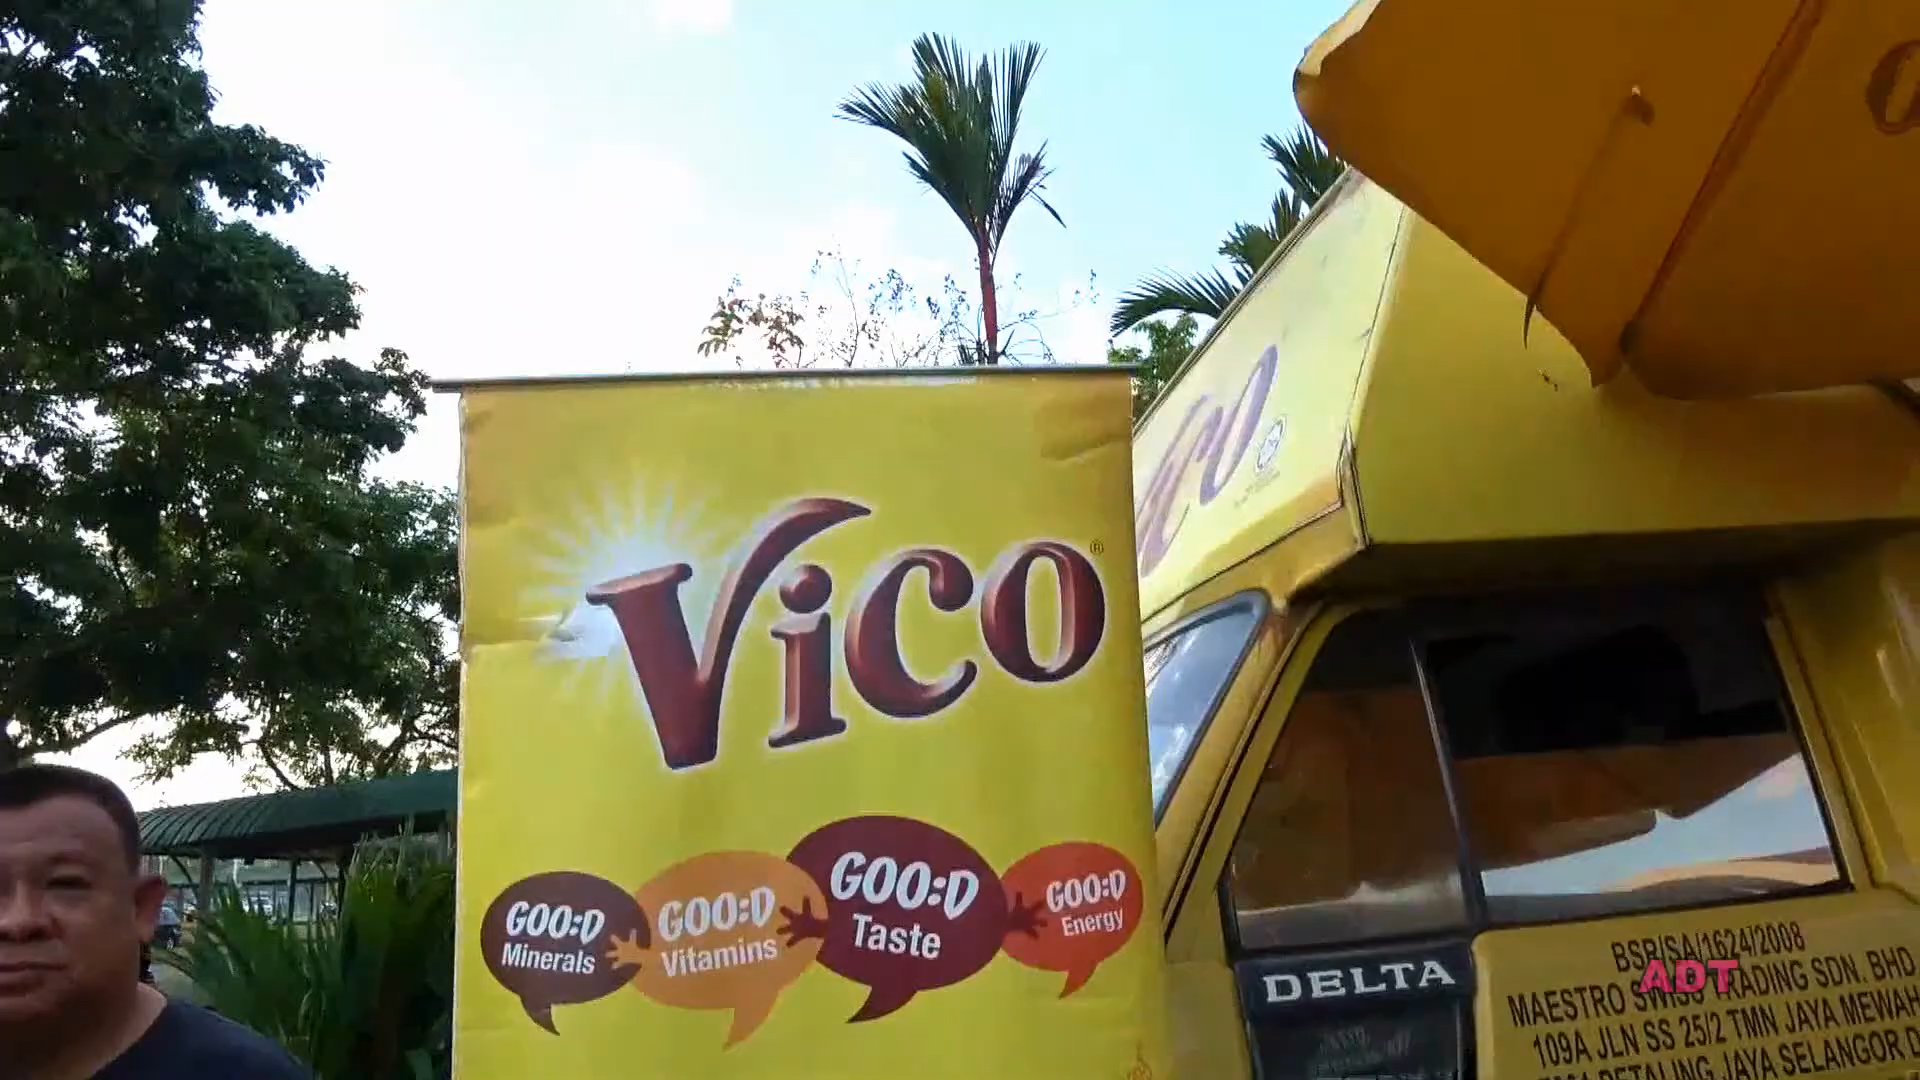 Vico®
GOO:D
Minerals
GOO:D
Vitamins
GOO:D
Taste
GOO:D
Energy
DELTA
BSP/SA/1624/2008
MAESTRO SWISS TRADING SDN. BHD
109A JLN SS 25/2 TMN JAYA MEWAH
PETALING JAYA SELANGOR D
ADT